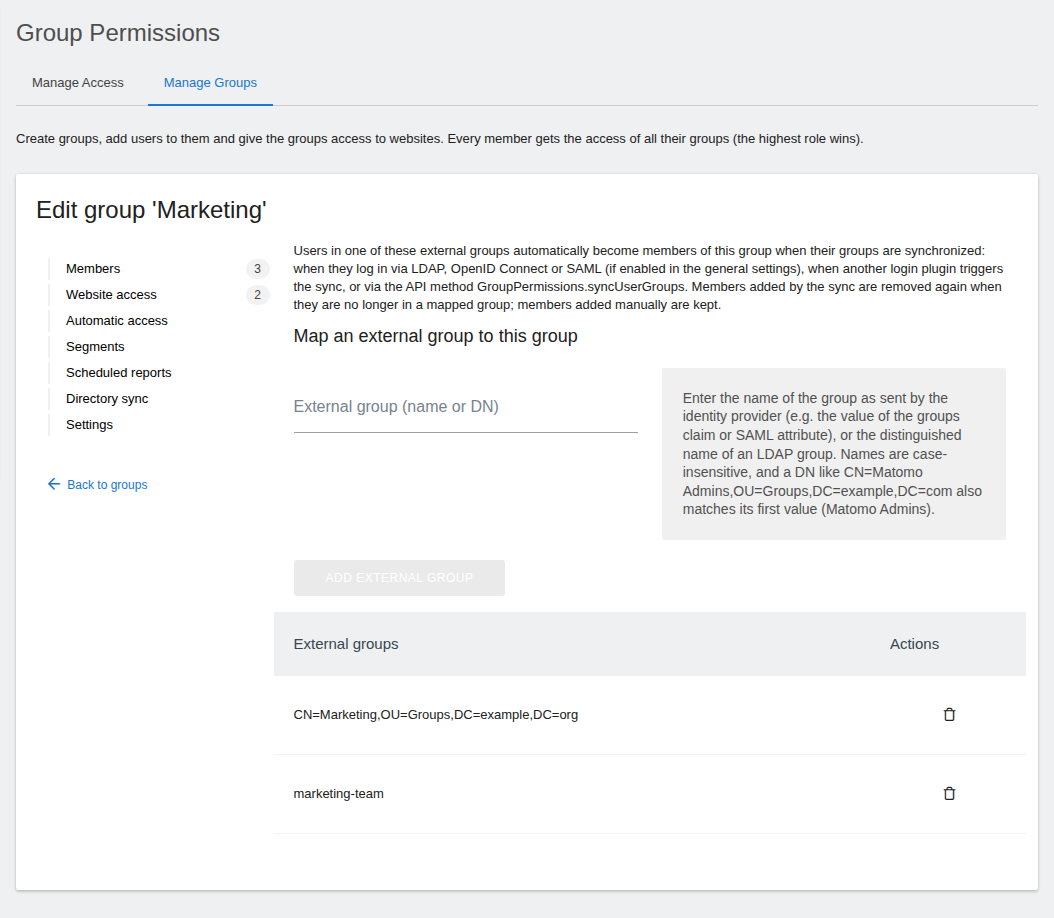 Group Permissions
Manage Access
Manage Groups
Create groups, add users to them and give the groups access to websites. Every member gets the access of all their groups (the highest role wins).
Edit group 'Marketing'
Members 3
Website access 2
Automatic access
Segments
Scheduled reports
Directory sync
Settings
Back to groups
Users in one of these external groups automatically become members of this group when their groups are synchronized:
when they log in via LDAP, OpenID Connect or SAML (if enabled in the general settings), when another login plugin triggers
the sync, or via the API method GroupPermissions.syncUserGroups. Members added by the sync are removed again when
they are no longer in a mapped group; members added manually are kept.
Map an external group to this group
External group (name or DN)
Enter the name of the group as sent by the
identity provider (e.g. the value of the groups
claim or SAML attribute), or the distinguished
name of an LDAP group. Names are case-
insensitive, and a DN like CN=Matomo
Admins,OU=Groups,DC=example,DC=com also
matches its first value (Matomo Admins).
ADD EXTERNAL GROUP
External groups Actions
CN=Marketing,OU=Groups,DC=example,DC=org
marketing-team